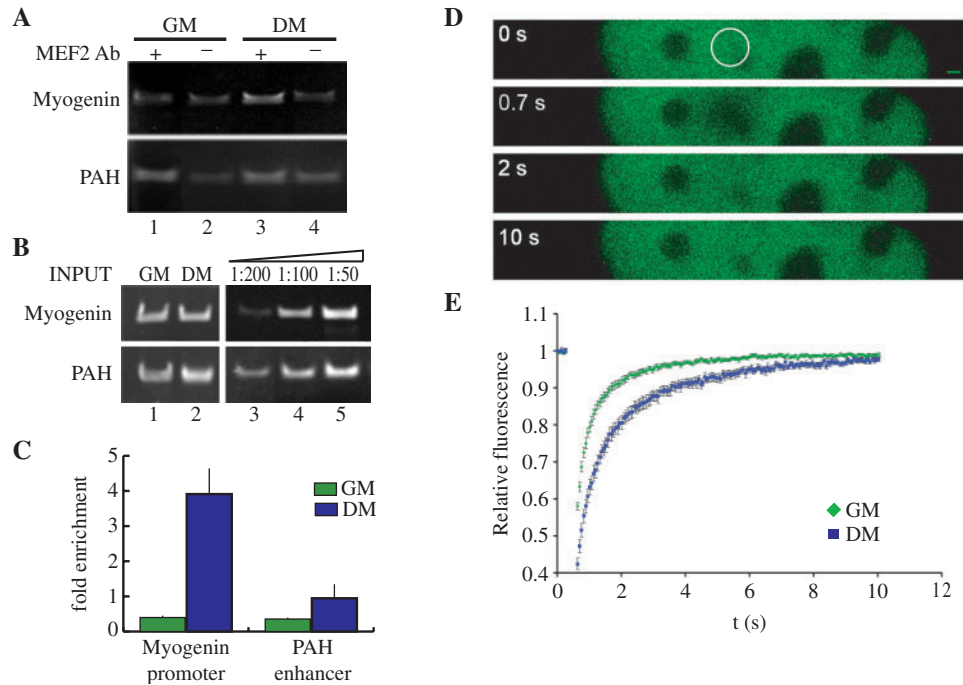 A
GM DM
MEF2 Ab + − + −
Myogenin
PAH
1 2 3 4
B
INPUT GM DM 1:200 1:100 1:50
Myogenin
PAH
1 2 3 4 5
C
5
4
3
2
1
0
fold enrichment
GM
DM
Myogenin promoter
PAH enhancer
D
0 s
0.7 s
2 s
10 s
E
1.1
1
0.9
0.8
0.7
0.6
0.5
0.4
Relative fluorescence
GM
DM
0 2 4 6 8 10 12
t (s)